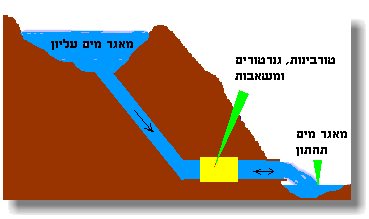 מאגר מים עליון
טורבינות, גנרטורים
ומשאבות
מאגר מים
תחתון